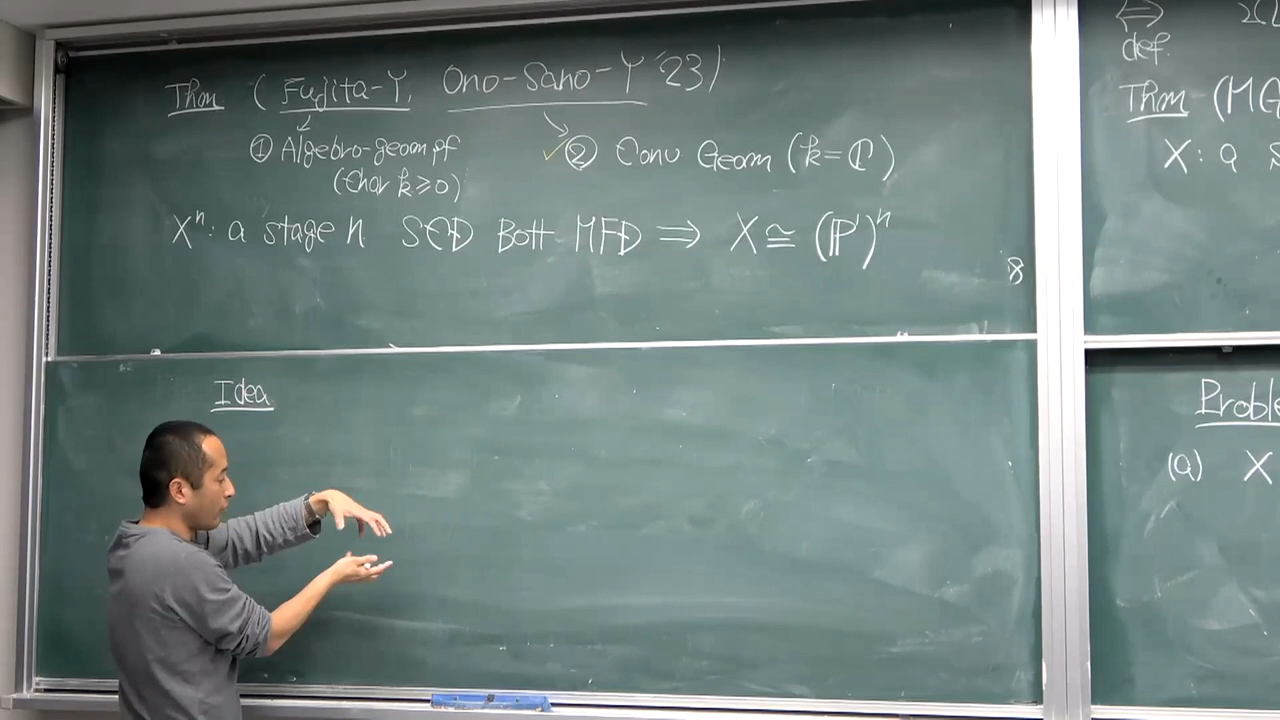 Thm (Fujita-Y, Ono-Sano-Y '23)
① Algebro-geom pf
(Char k ≥ 0)
✓② Conv Geom (k = ℂ)
Xⁿ: a stage n SCD Bott MFD ⇒ X ≅ (ℙ¹)ⁿ
8
Idea
⇔
def.
Thm (MG
X: a S
Proble
(a) X